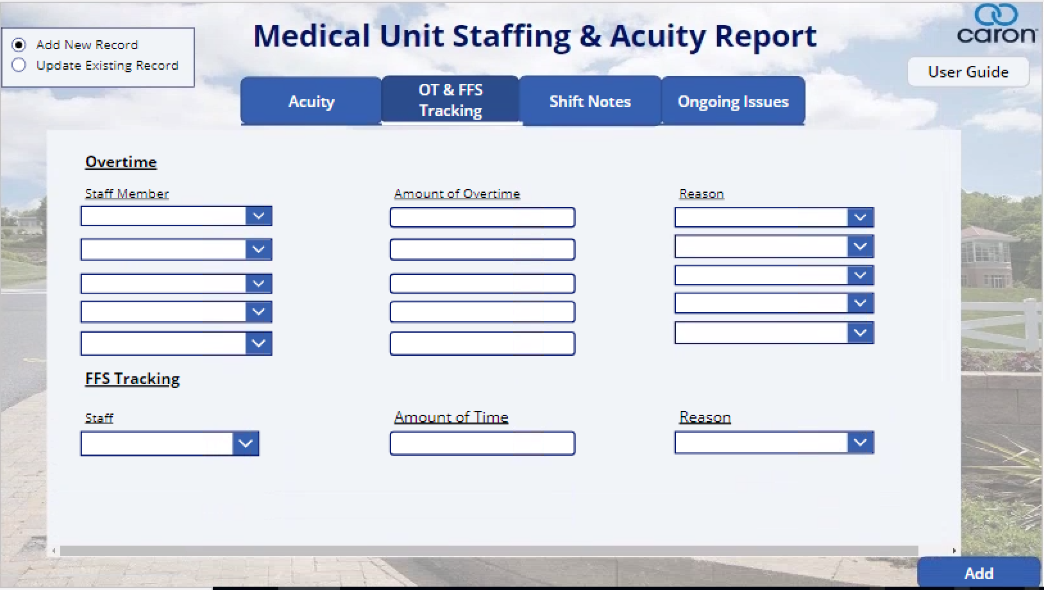 Medical Unit Staffing & Acuity Report
caron
Add New Record
Update Existing Record
User Guide
Acuity
OT & FFS
Tracking
Shift Notes
Ongoing Issues
Overtime
Staff Member
Amount of Overtime
Reason
FFS Tracking
Staff
Amount of Time
Reason
Add